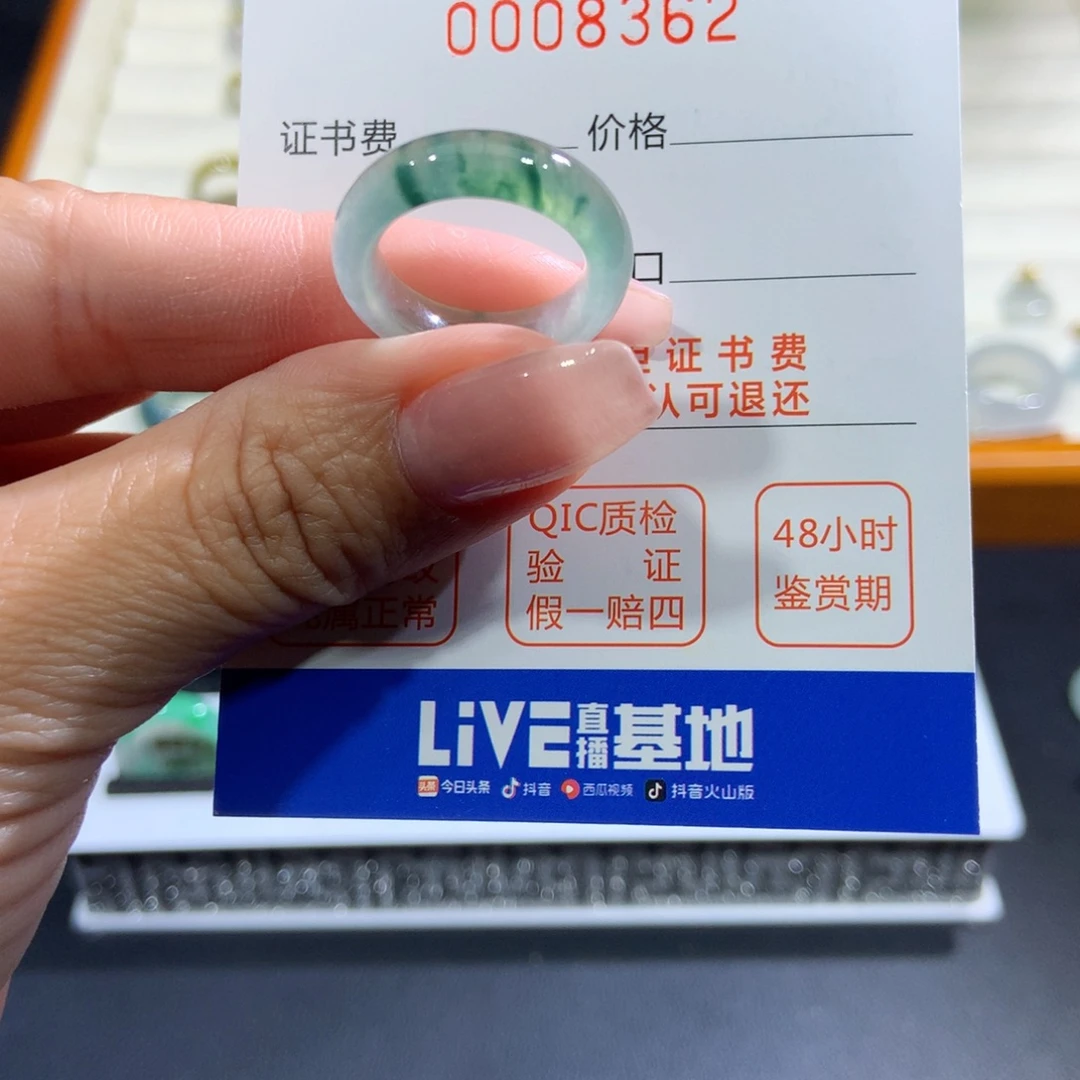 0008362
证书费 价格
口
证书费
认可退还
QIC质检
验 证
假一赔四
48小时
鉴赏期
属正常
LiVE直播基地
今日头条 抖音 西瓜视频 抖音火山版